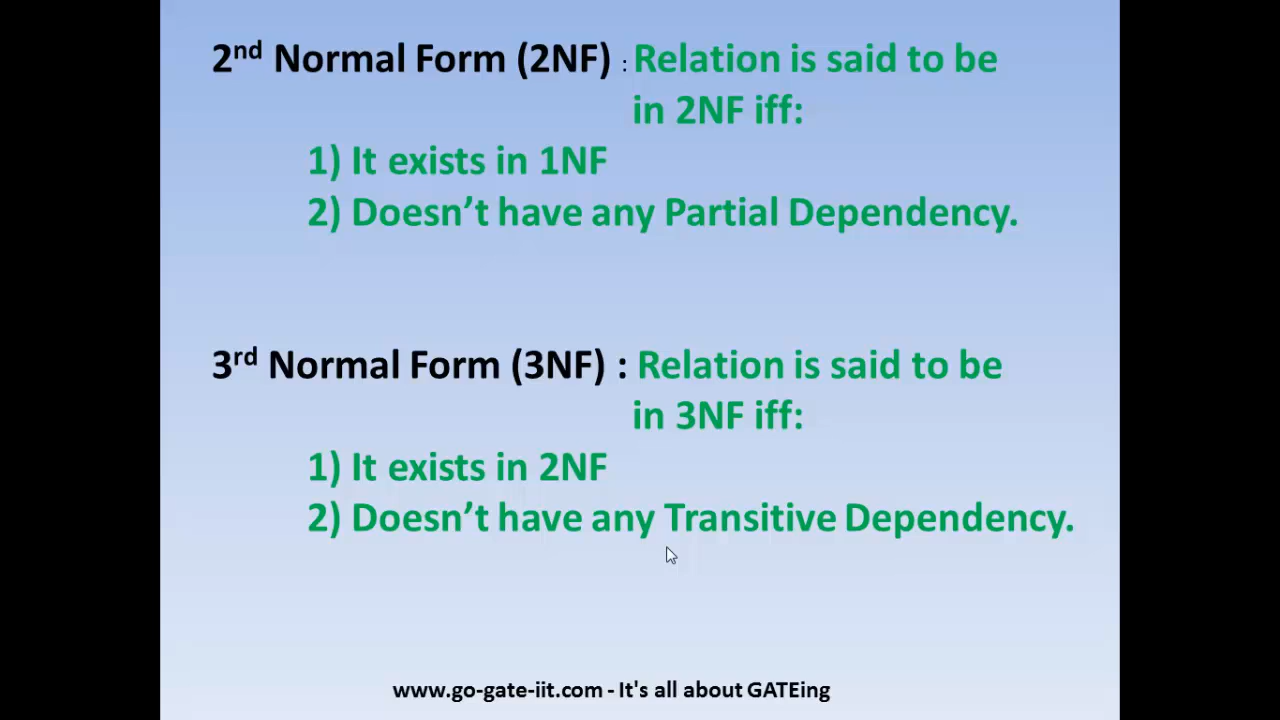 2nd Normal Form (2NF) : Relation is said to be
in 2NF iff:
1) It exists in 1NF
2) Doesn’t have any Partial Dependency.
3rd Normal Form (3NF) : Relation is said to be
in 3NF iff:
1) It exists in 2NF
2) Doesn’t have any Transitive Dependency.
www.go-gate-iit.com - It's all about GATEing